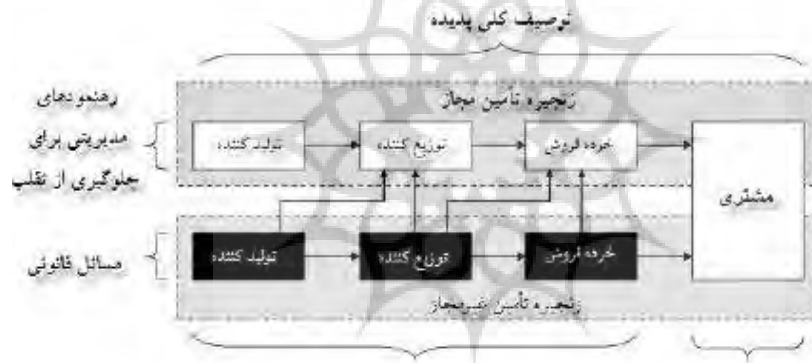 توصیف کلی پدیده
زنجیره تأمین مجاز
رهنمودهای
مدیریتی برای
جلوگیری از تقلب
تولید کننده
توزیع کننده
خرده فروش
مشتری
مسائل قانونی
تولید کننده
توزیع کننده
خرده فروش
زنجیره تأمین غیرمجاز